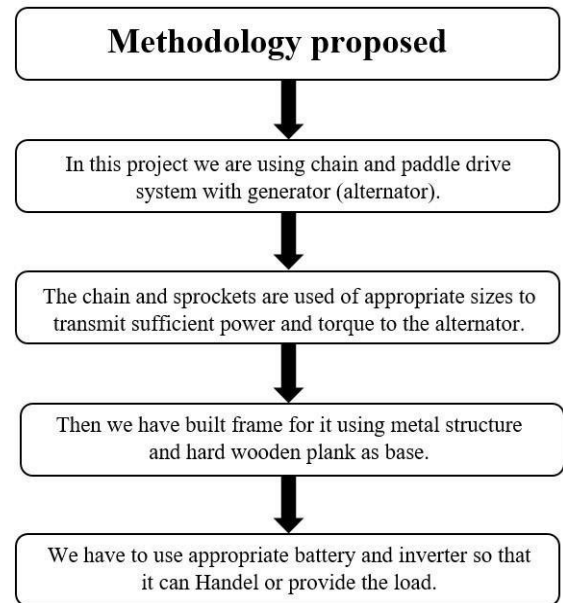 Methodology proposed
In this project we are using chain and paddle drive
system with generator (alternator).
The chain and sprockets are used of appropriate sizes to
transmit sufficient power and torque to the alternator.
Then we have built frame for it using metal structure
and hard wooden plank as base.
We have to use appropriate battery and inverter so that
it can Handel or provide the load.